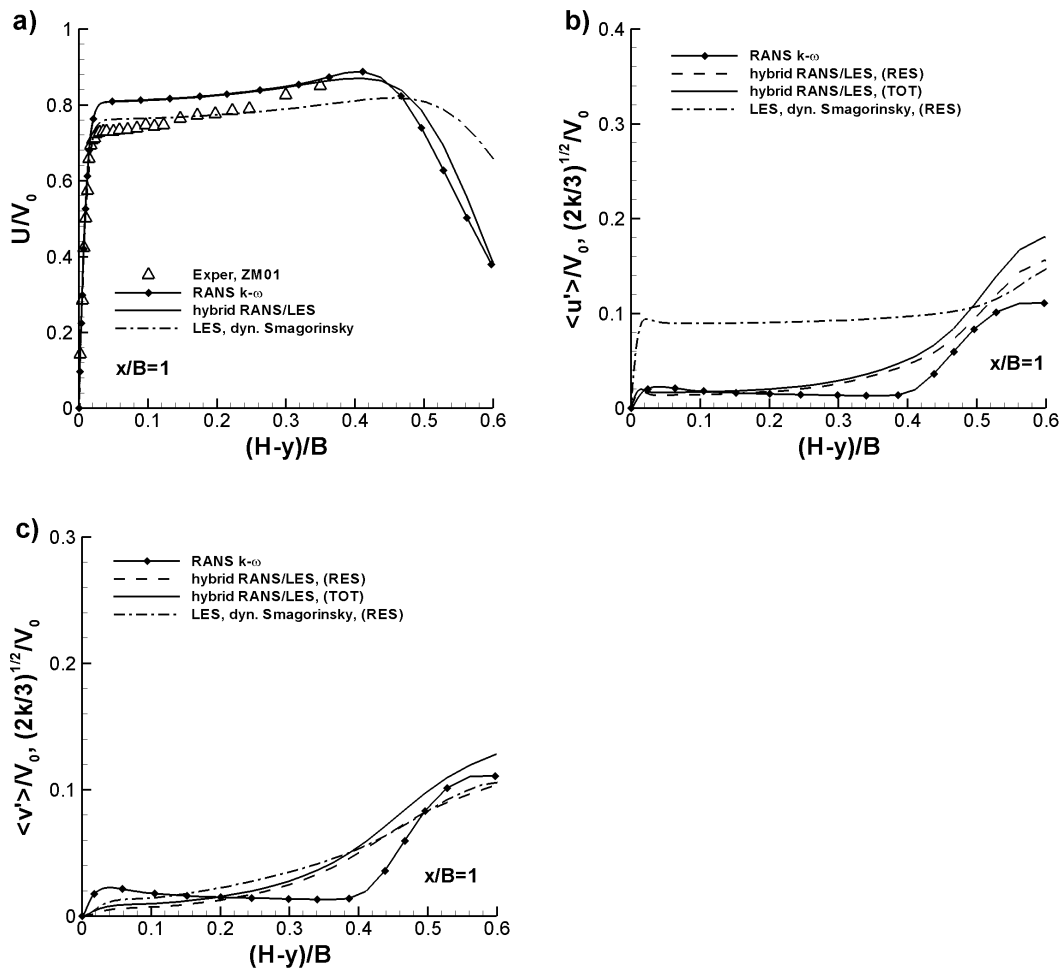 a)
U/V0
1
0.8
0.6
0.4
0.2
0
Exper, ZM01
RANS k-ω
hybrid RANS/LES
LES, dyn. Smagorinsky
x/B=1
0 0.1 0.2 0.3 0.4 0.5 0.6
(H-y)/B
b)
<u'>/V0, (2k/3)1/2/V0
0.4
0.3
0.2
0.1
0
RANS k-ω
hybrid RANS/LES, (RES)
hybrid RANS/LES, (TOT)
LES, dyn. Smagorinsky, (RES)
x/B=1
0 0.1 0.2 0.3 0.4 0.5 0.6
(H-y)/B
c)
<v'>/V0, (2k/3)1/2/V0
0.3
0.2
0.1
0
RANS k-ω
hybrid RANS/LES, (RES)
hybrid RANS/LES, (TOT)
LES, dyn. Smagorinsky, (RES)
x/B=1
0 0.1 0.2 0.3 0.4 0.5 0.6
(H-y)/B